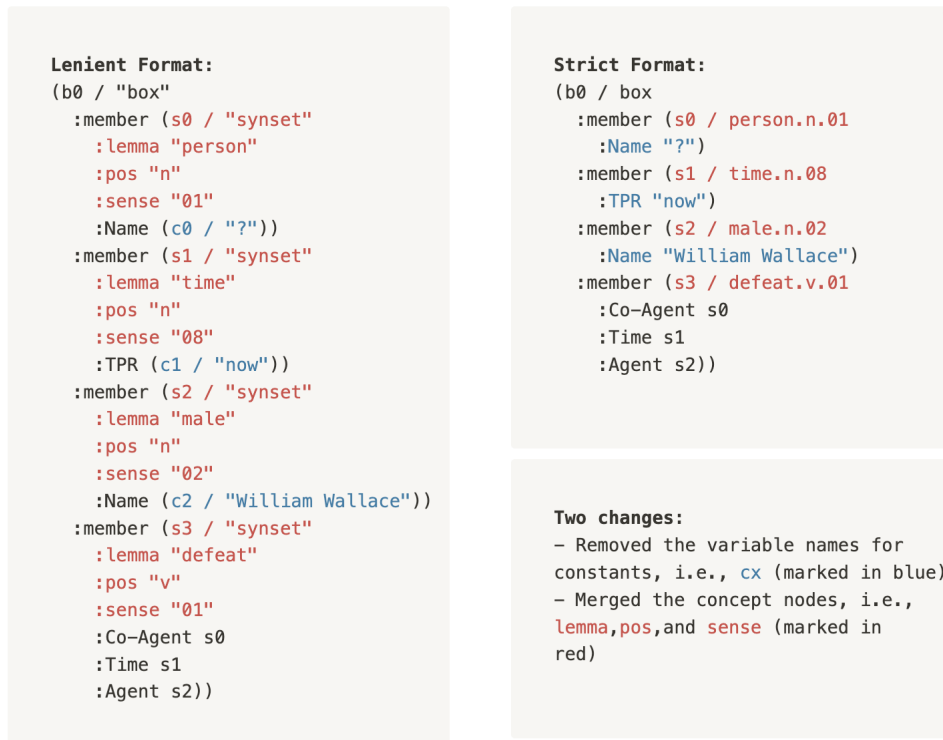 Lenient Format:
(b0 / "box"
  :member (s0 / "synset"
    :lemma "person"
    :pos "n"
    :sense "01"
    :Name (c0 / "?"))
  :member (s1 / "synset"
    :lemma "time"
    :pos "n"
    :sense "08"
    :TPR (c1 / "now"))
  :member (s2 / "synset"
    :lemma "male"
    :pos "n"
    :sense "02"
    :Name (c2 / "William Wallace"))
  :member (s3 / "synset"
    :lemma "defeat"
    :pos "v"
    :sense "01"
    :Co-Agent s0
    :Time s1
    :Agent s2))
Strict Format:
(b0 / box
  :member (s0 / person.n.01
    :Name "?")
  :member (s1 / time.n.08
    :TPR "now")
  :member (s2 / male.n.02
    :Name "William Wallace")
  :member (s3 / defeat.v.01
    :Co-Agent s0
    :Time s1
    :Agent s2))
Two changes:
– Removed the variable names for
constants, i.e., cx (marked in blue)
– Merged the concept nodes, i.e.,
lemma,pos,and sense (marked in
red)